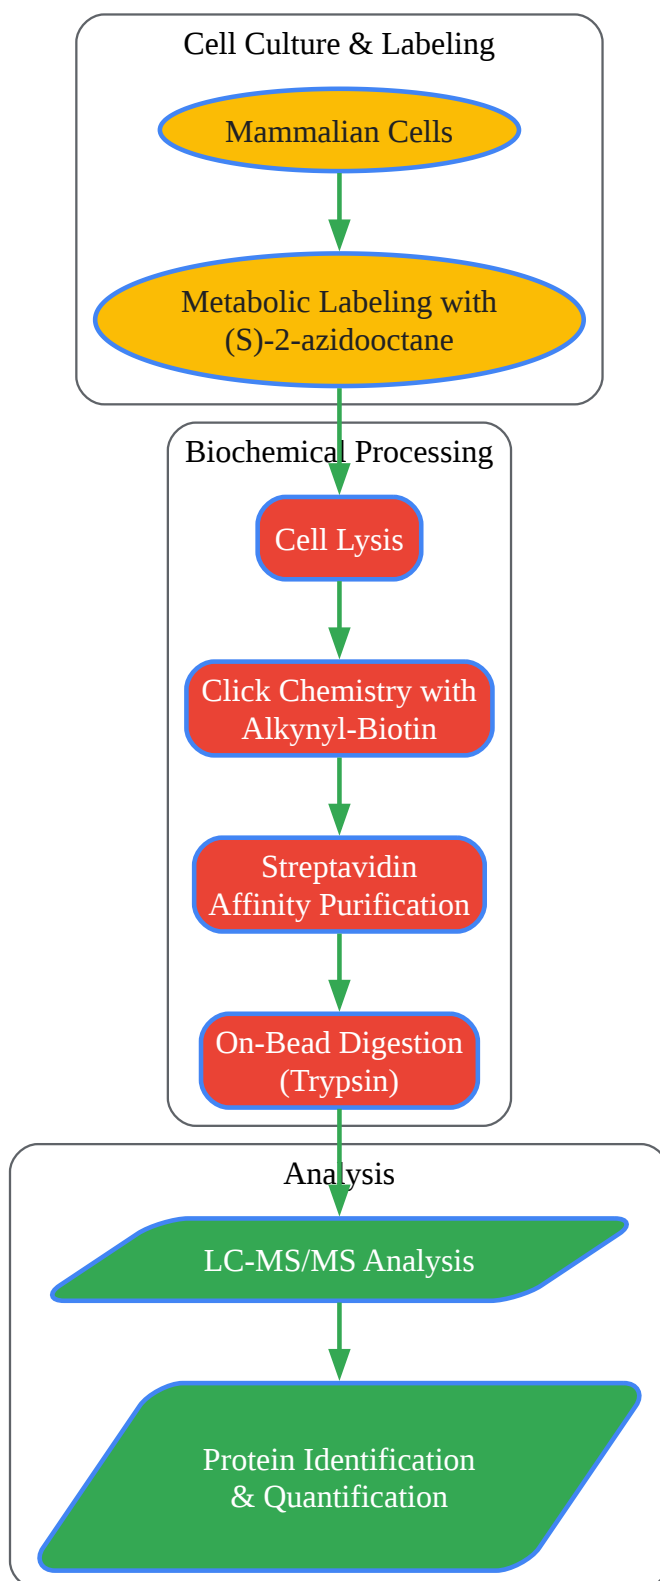 Cell Culture & Labeling
Mammalian Cells
Metabolic Labeling with
(S)-2-azidooctane
Biochemical Processing
Cell Lysis
Click Chemistry with
Alkynyl-Biotin
Streptavidin
Affinity Purification
On-Bead Digestion
(Trypsin)
Analysis
LC-MS/MS Analysis
Protein Identification
& Quantification